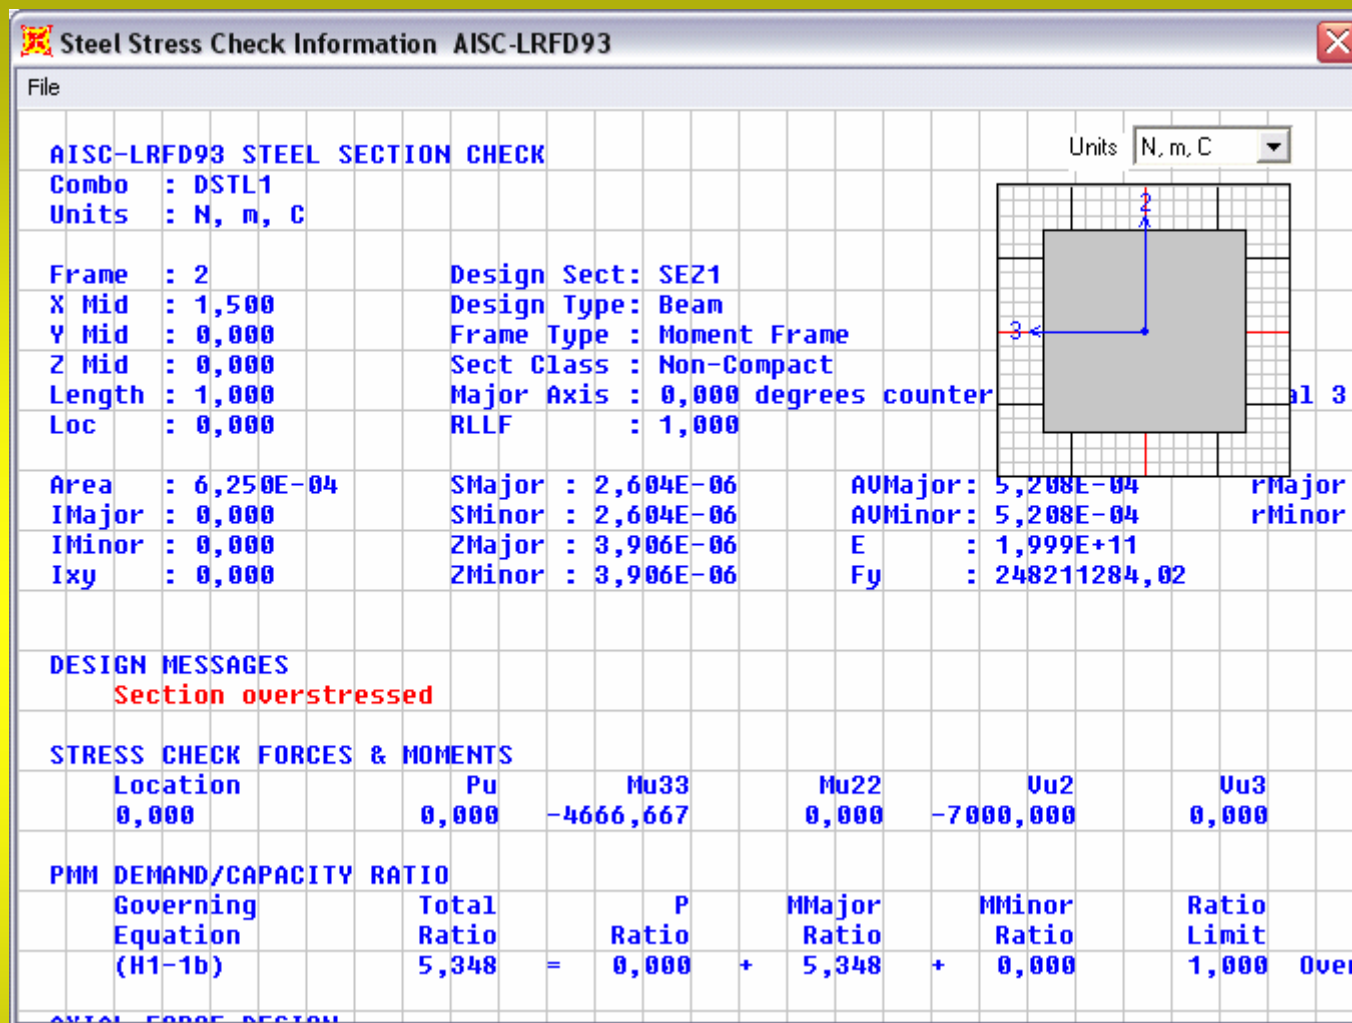 Steel Stress Check Information AISC-LRFD93
File
Units N, m, C
AISC-LRFD93 STEEL SECTION CHECK
Combo : DSTL1
Units : N, m, C
2
3
Frame : 2 Design Sect: SEZ1
X Mid : 1,500 Design Type: Beam
Y Mid : 0,000 Frame Type : Moment Frame
Z Mid : 0,000 Sect Class : Non-Compact
Length : 1,000 Major Axis : 0,000 degrees counter al 3
Loc : 0,000 RLLF : 1,000
Area : 6,250E-04 SMajor : 2,604E-06 AVMajor: 5,208E-04 rMajor
IMajor : 0,000 SMinor : 2,604E-06 AVMinor: 5,208E-04 rMinor
IMinor : 0,000 ZMajor : 3,906E-06 E : 1,999E+11
Ixy : 0,000 ZMinor : 3,906E-06 Fy : 248211284,02
DESIGN MESSAGES
Section overstressed
STRESS CHECK FORCES & MOMENTS
Location Pu Mu33 Mu22 Vu2 Vu3
0,000 0,000 -4666,667 0,000 -7000,000 0,000
PMM DEMAND/CAPACITY RATIO
Governing Total P MMajor MMinor Ratio
Equation Ratio Ratio Ratio Ratio Limit
(H1-1b) 5,348 = 0,000 + 5,348 + 0,000 1,000 Over
AXIAL FORCE DESIGN